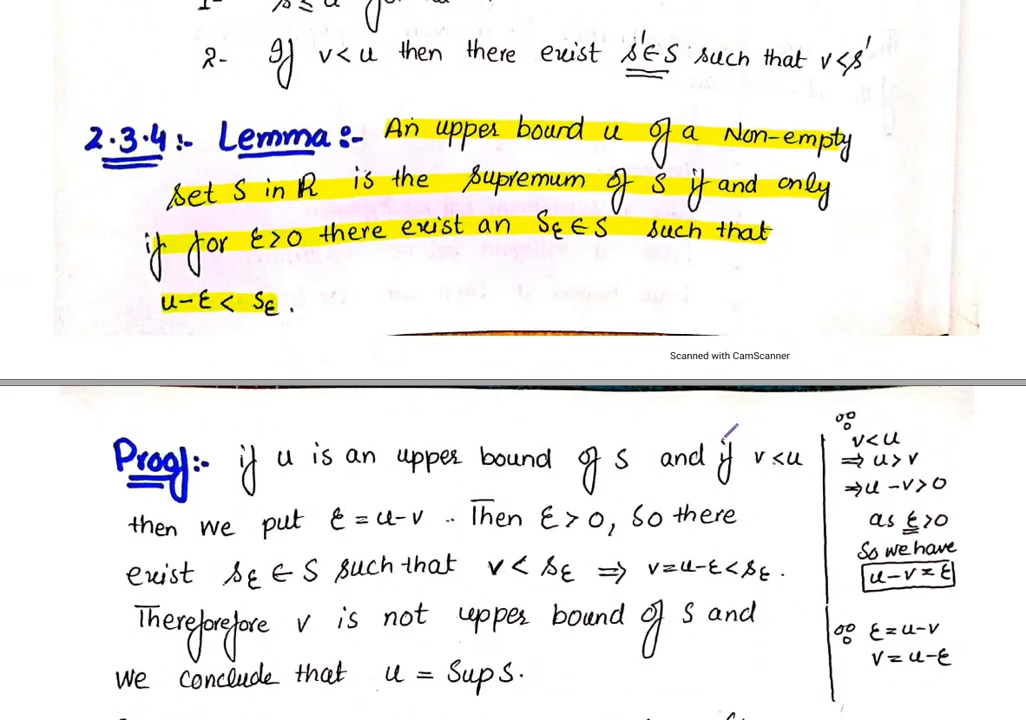 2- If v<u then there exist s'∈S such that v<s'
2.3.4:- Lemma:- An upper bound u of a Non-empty
set S in R is the supremum of S if and only
if for ε>0 there exist an Sε∈S such that
u-ε< Sε.
Scanned with CamScanner
Proof:- if u is an upper bound of S and if v<u
then we put ε=u-v .. Then ε>0, so there
exist sε∈S such that v<sε ⇒ v=u-ε<sε.
Thereforefore v is not upper bound of S and
we conclude that u = Sup S.
∵
v<u
⇒ u>v
⇒u-v>0
as ε>0
So we have
u-v=ε
∵ ε=u-v
v=u-ε